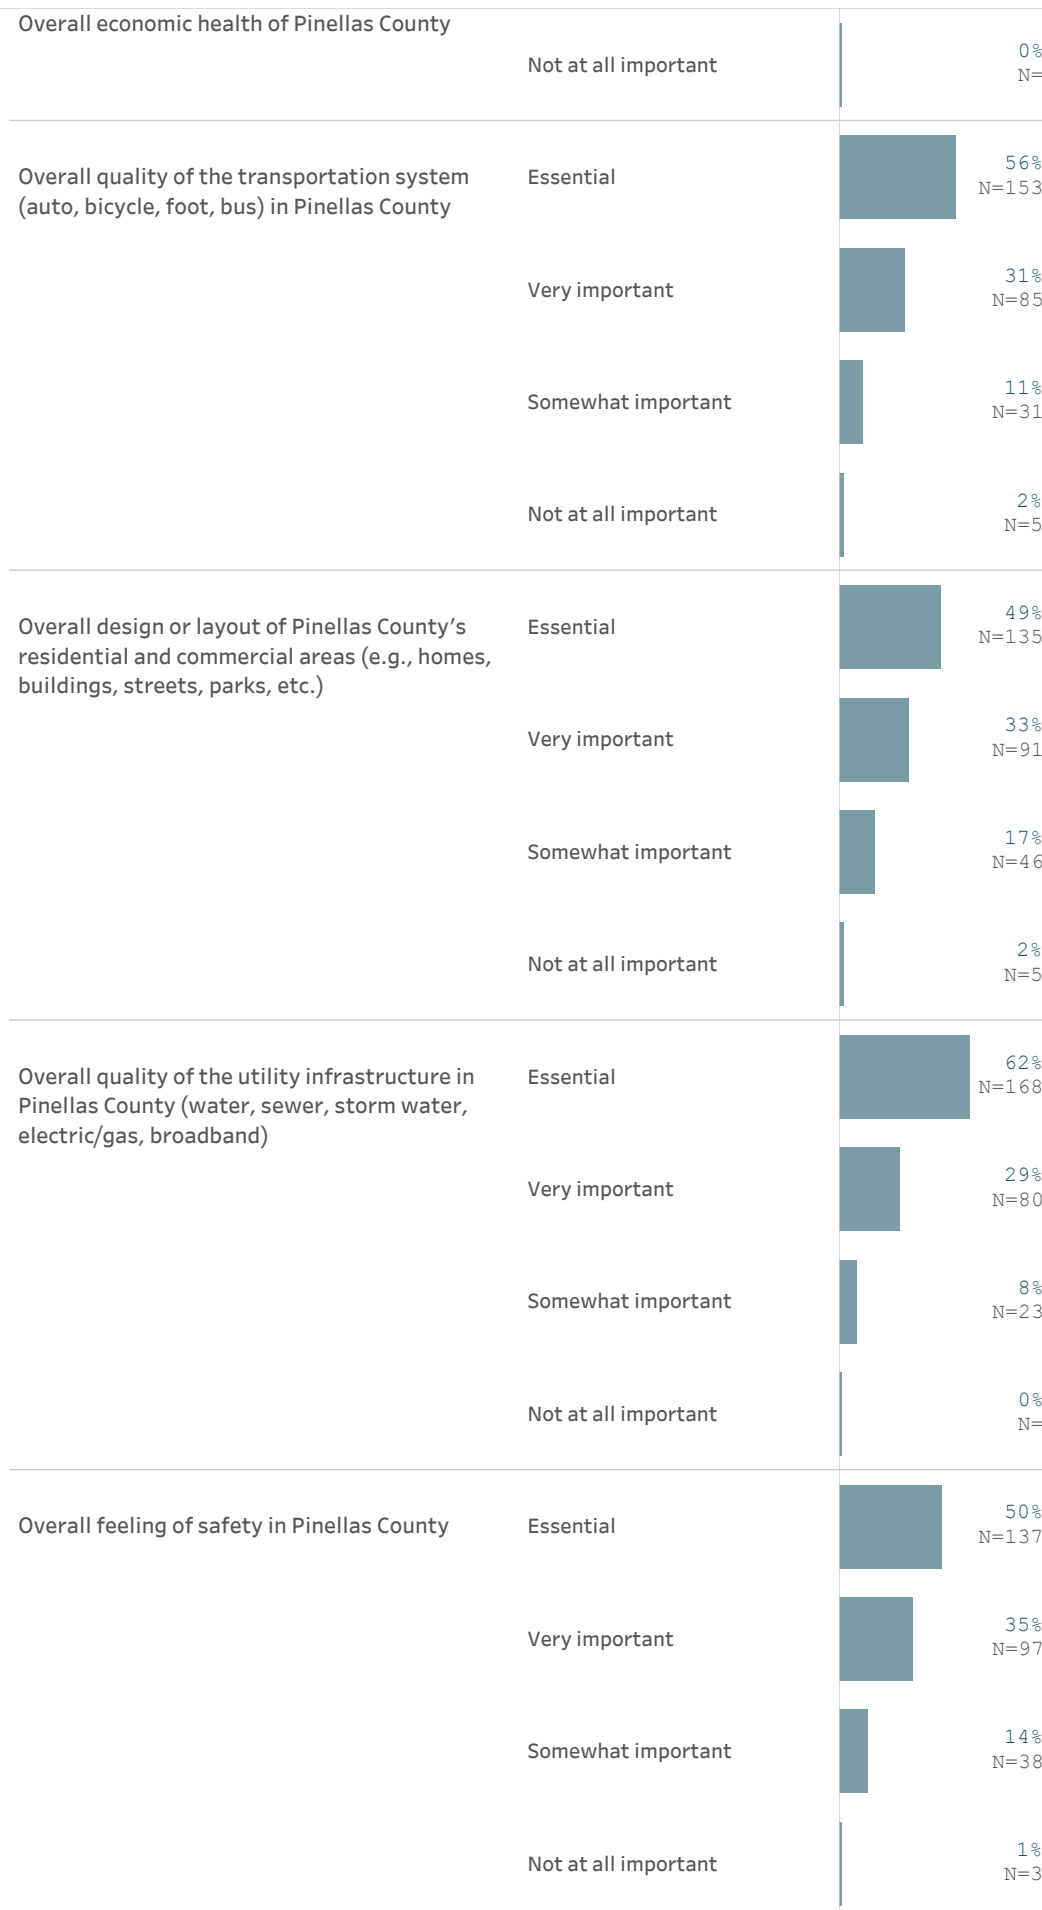 Overall economic health of Pinellas County
Not at all important
0%
N=
Overall quality of the transportation system
(auto, bicycle, foot, bus) in Pinellas County
Essential
56%
N=153
Very important
31%
N=85
Somewhat important
11%
N=31
Not at all important
2%
N=5
Overall design or layout of Pinellas County’s
residential and commercial areas (e.g., homes,
buildings, streets, parks, etc.)
Essential
49%
N=135
Very important
33%
N=91
Somewhat important
17%
N=46
Not at all important
2%
N=5
Overall quality of the utility infrastructure in
Pinellas County (water, sewer, storm water,
electric/gas, broadband)
Essential
62%
N=168
Very important
29%
N=80
Somewhat important
8%
N=23
Not at all important
0%
N=
Overall feeling of safety in Pinellas County
Essential
50%
N=137
Very important
35%
N=97
Somewhat important
14%
N=38
Not at all important
1%
N=3